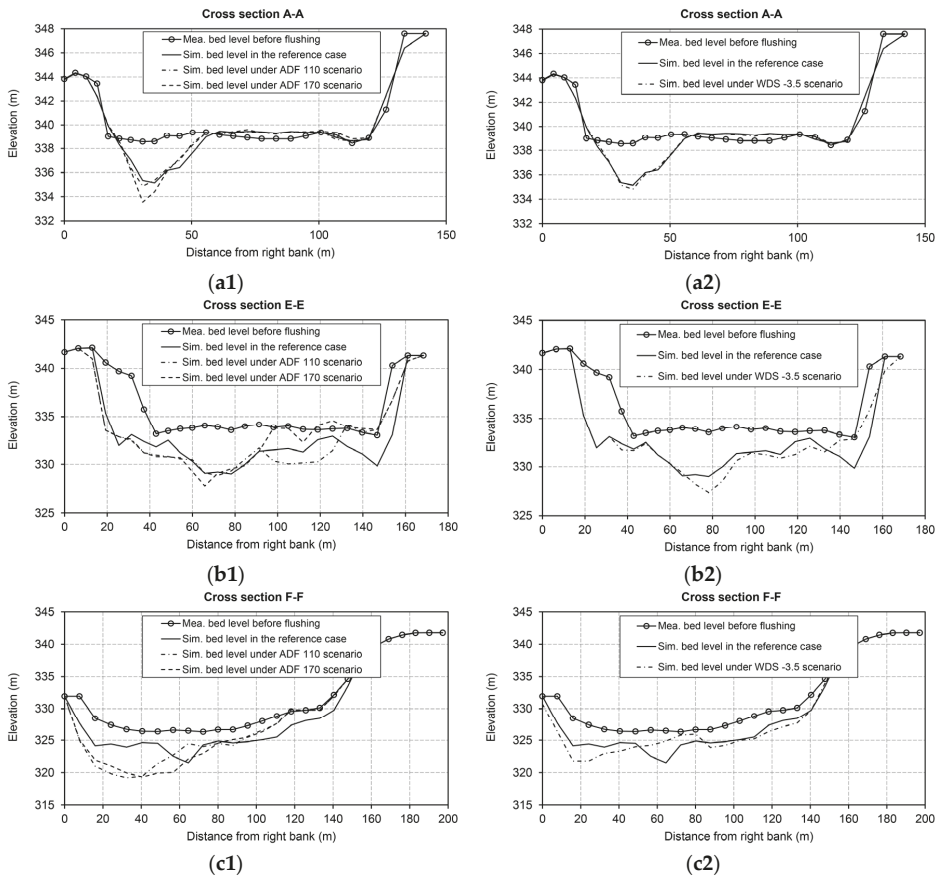 Cross section A-A
348
346
344
342
340
338
336
334
332
Elevation (m)
Mea. bed level before flushing
Sim. bed level in the reference case
Sim. bed level under ADF 110 scenario
Sim. bed level under ADF 170 scenario
0
50
100
150
Distance from right bank (m)
(a1)
Cross section A-A
348
346
344
342
340
338
336
334
332
Elevation (m)
Mea. bed level before flushing
Sim. bed level in the reference case
Sim. bed level under WDS -3.5 scenario
0
50
100
150
Distance from right bank (m)
(a2)
Cross section E-E
345
340
335
330
325
Elevation (m)
Mea. bed level before flushing
Sim. bed level in the reference case
Sim. bed level under ADF 110 scenario
Sim. bed level under ADF 170 scenario
0 20 40 60 80 100 120 140 160 180
Distance from right bank (m)
(b1)
Cross section E-E
345
340
335
330
325
Elevation (m)
Mea. bed level before flushing
Sim. bed level in the reference case
Sim. bed level under WDS -3.5 scenario
0 20 40 60 80 100 120 140 160 180
Distance from right bank (m)
(b2)
Cross section F-F
345
340
335
330
325
320
315
Elevation (m)
Mea. bed level before flushing
Sim. bed level in the reference case
Sim. bed level under ADF 110 scenario
Sim. bed level under ADF 170 scenario
0 20 40 60 80 100 120 140 160 180 200
Distance from right bank (m)
(c1)
Cross section F-F
345
340
335
330
325
320
315
Elevation (m)
Mea. bed level before flushing
Sim. bed level in the reference case
Sim. bed level under WDS -3.5 scenario
0 20 40 60 80 100 120 140 160 180 200
Distance from right bank (m)
(c2)